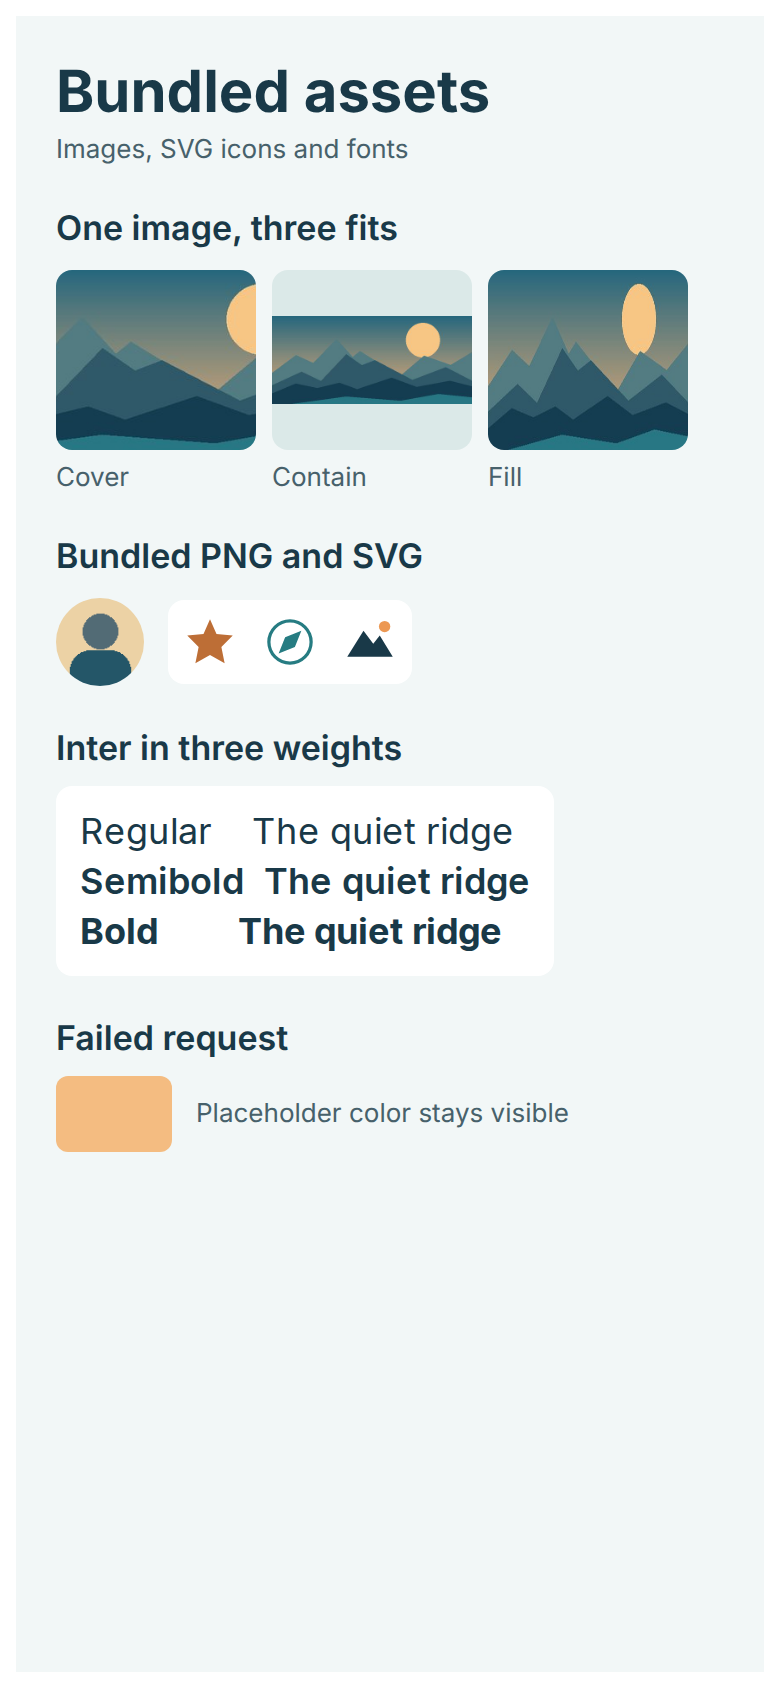 Bundled assets
Images, SVG icons and fonts
One image, three fits
Cover Contain Fill
Bundled PNG and SVG
Inter in three weights
Regular The quiet ridge
Semibold The quiet ridge
Bold The quiet ridge
Failed request
Placeholder color stays visible